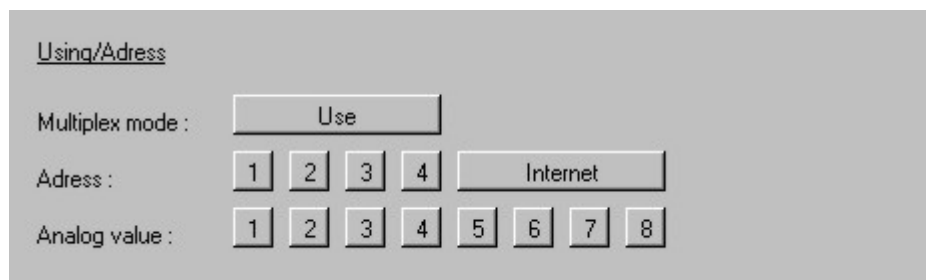 Using/Adress
Multiplex mode : Use
Adress : 1 2 3 4 Internet
Analog value : 1 2 3 4 5 6 7 8